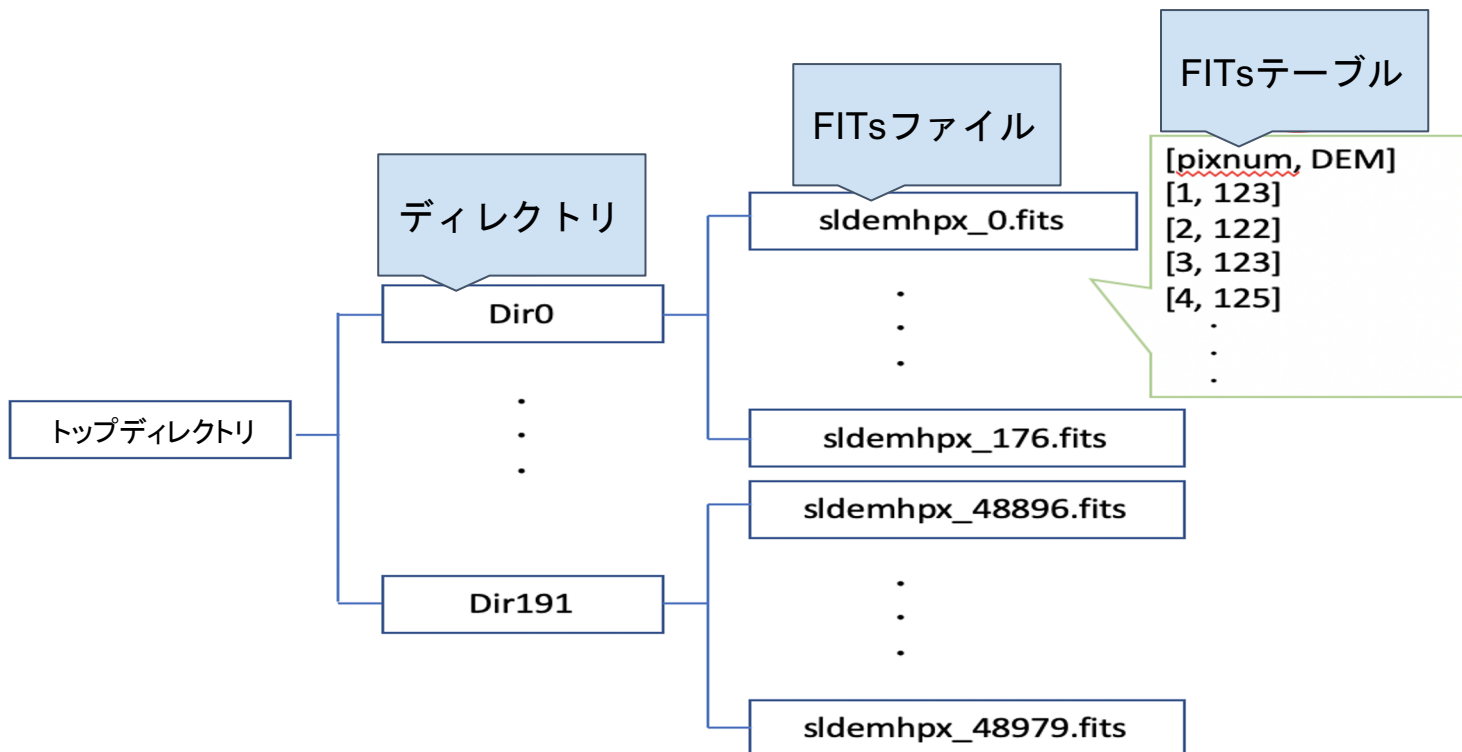 FITsテーブル
FITsファイル
[pixnum, DEM]
[1, 123]
[2, 122]
[3, 123]
[4, 125]
ディレクトリ
sldemhpx_0.fits
Dir0
トップディレクトリ
sldemhpx_176.fits
sldemhpx_48896.fits
Dir191
sldemhpx_48979.fits